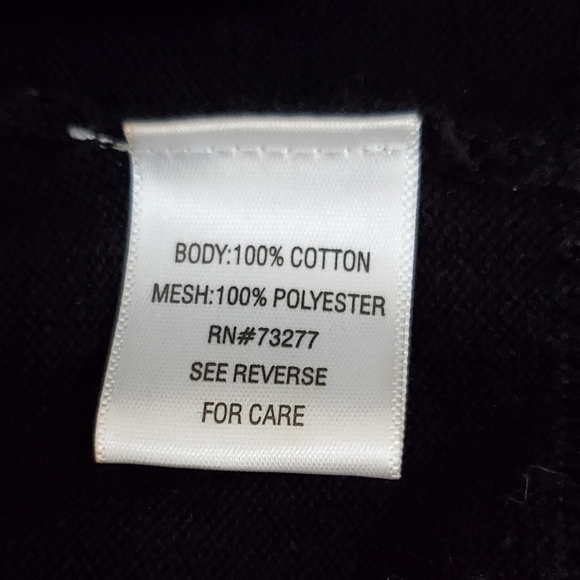 BODY:100% COTTON
MESH:100% POLYESTER
RN#73277
SEE REVERSE
FOR CARE